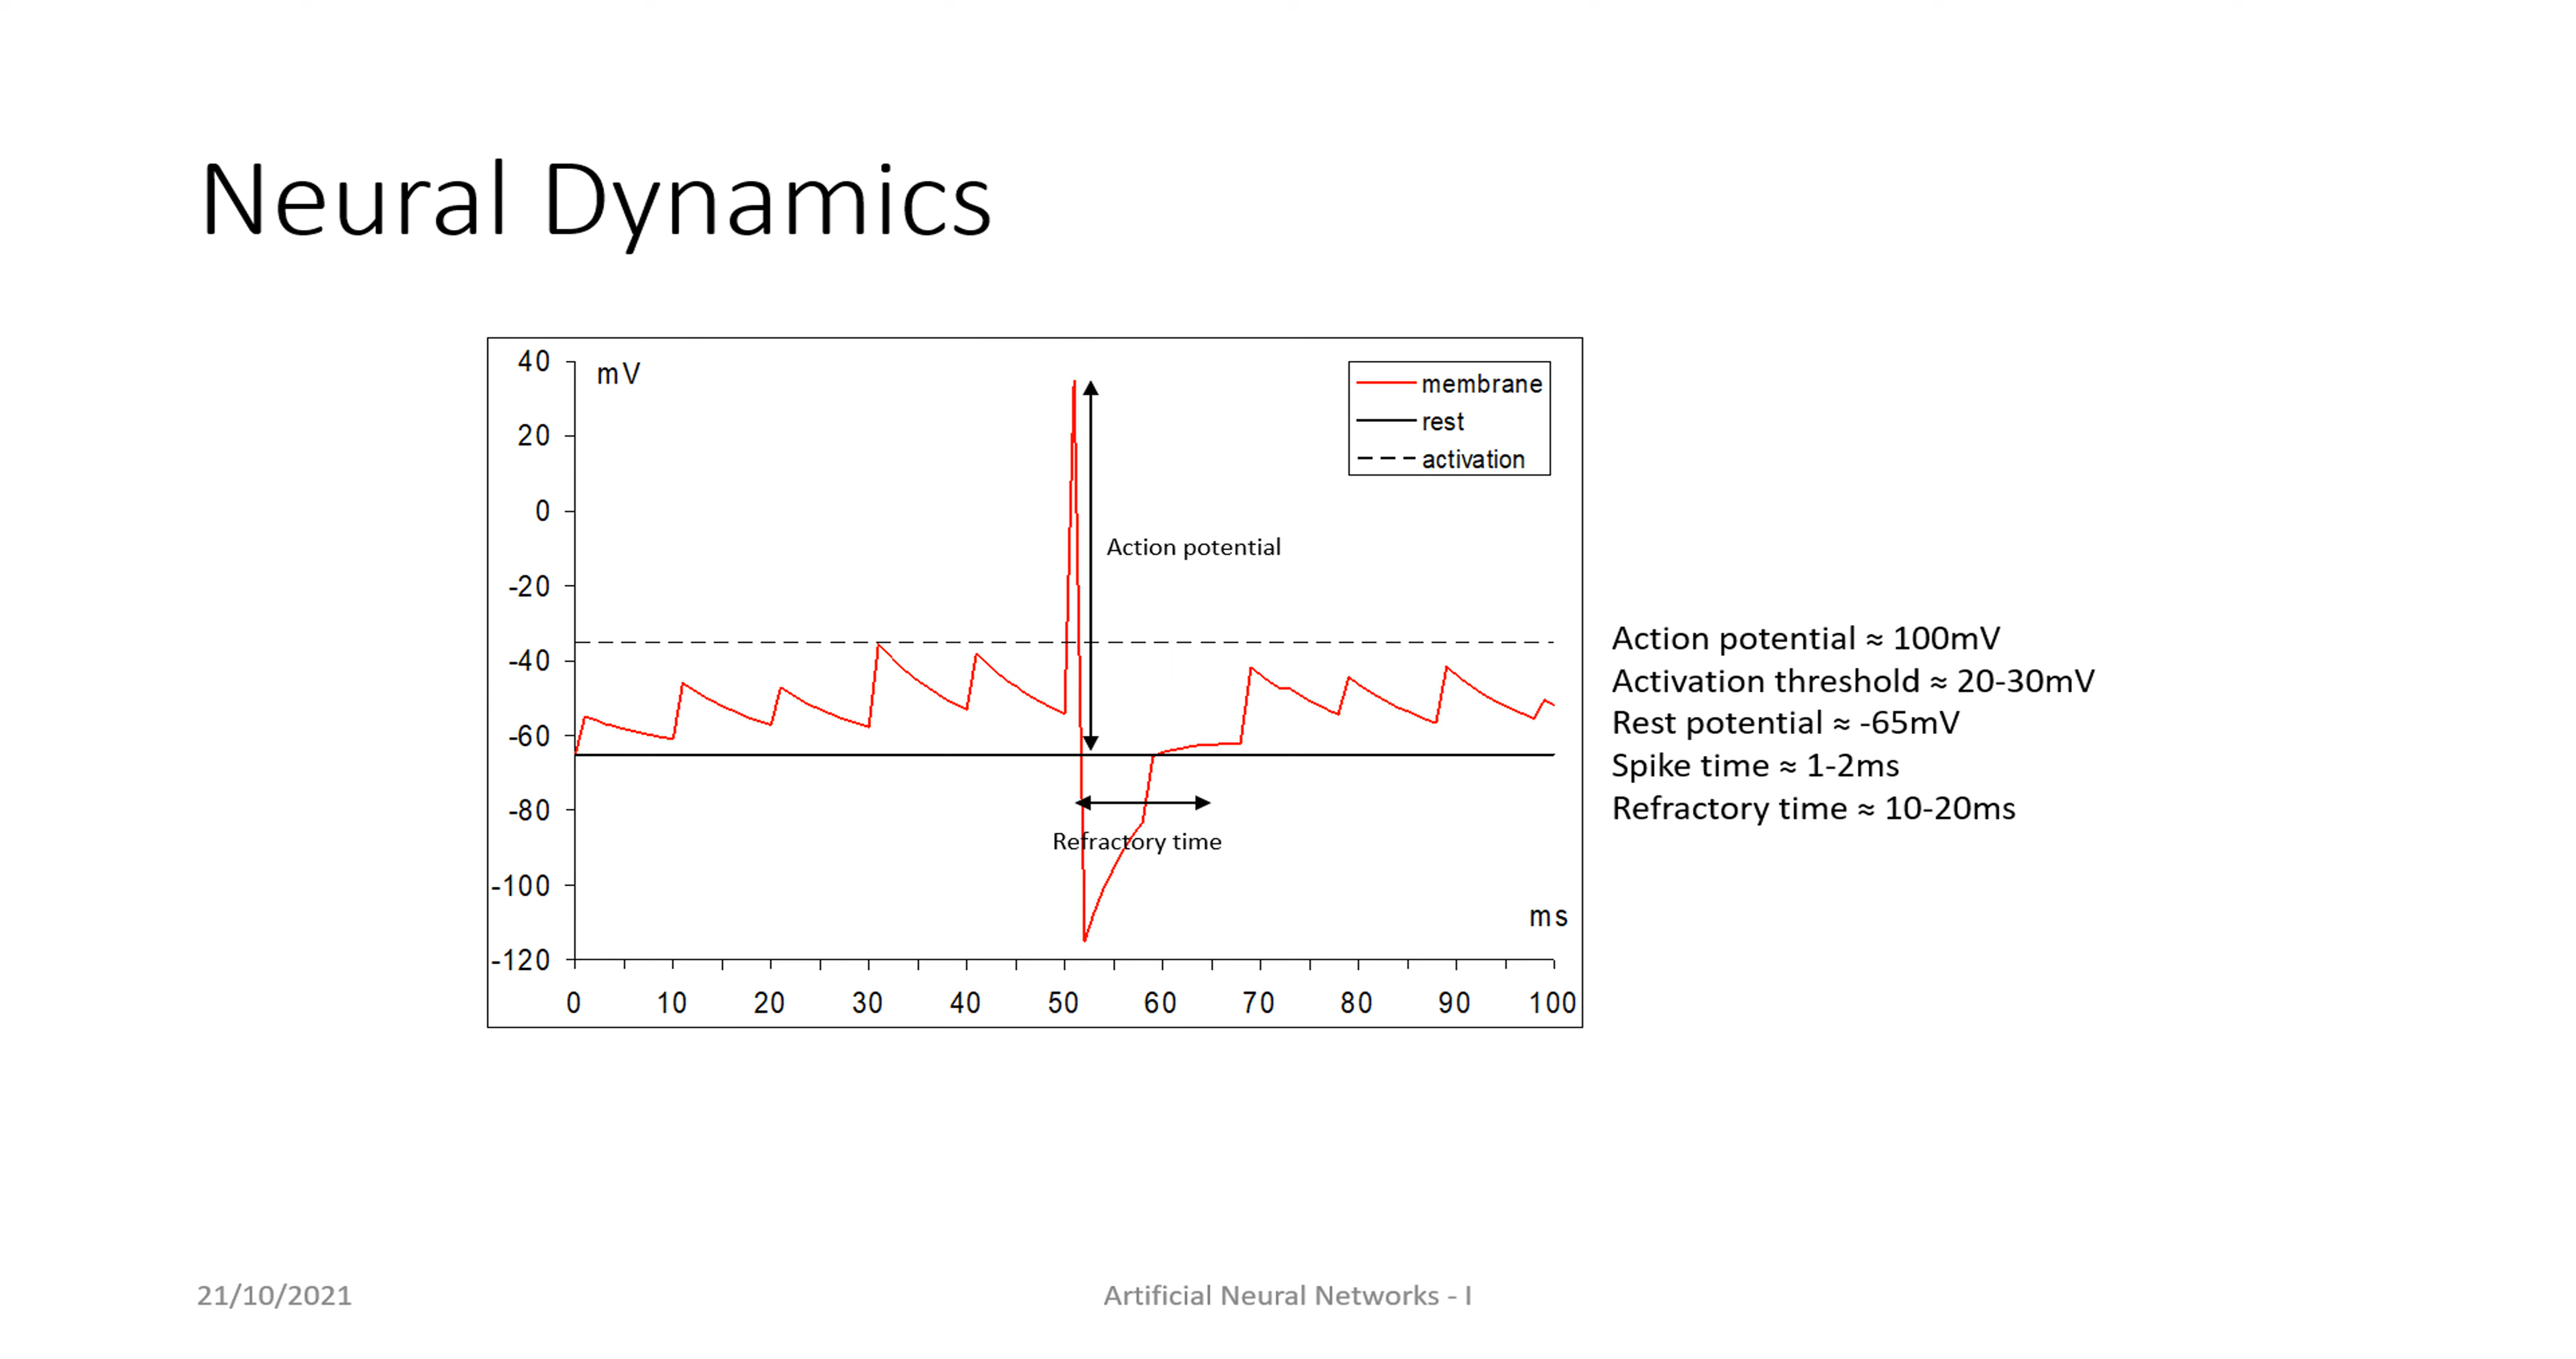 Neural Dynamics
40
mV
20
0
-20
-40
-60
-80
-100
-120
membrane
rest
activation
Action potential
Refractory time
ms
0 10 20 30 40 50 60 70 80 90 100
Action potential ≈ 100mV
Activation threshold ≈ 20-30mV
Rest potential ≈ -65mV
Spike time ≈ 1-2ms
Refractory time ≈ 10-20ms
21/10/2021
Artificial Neural Networks - I